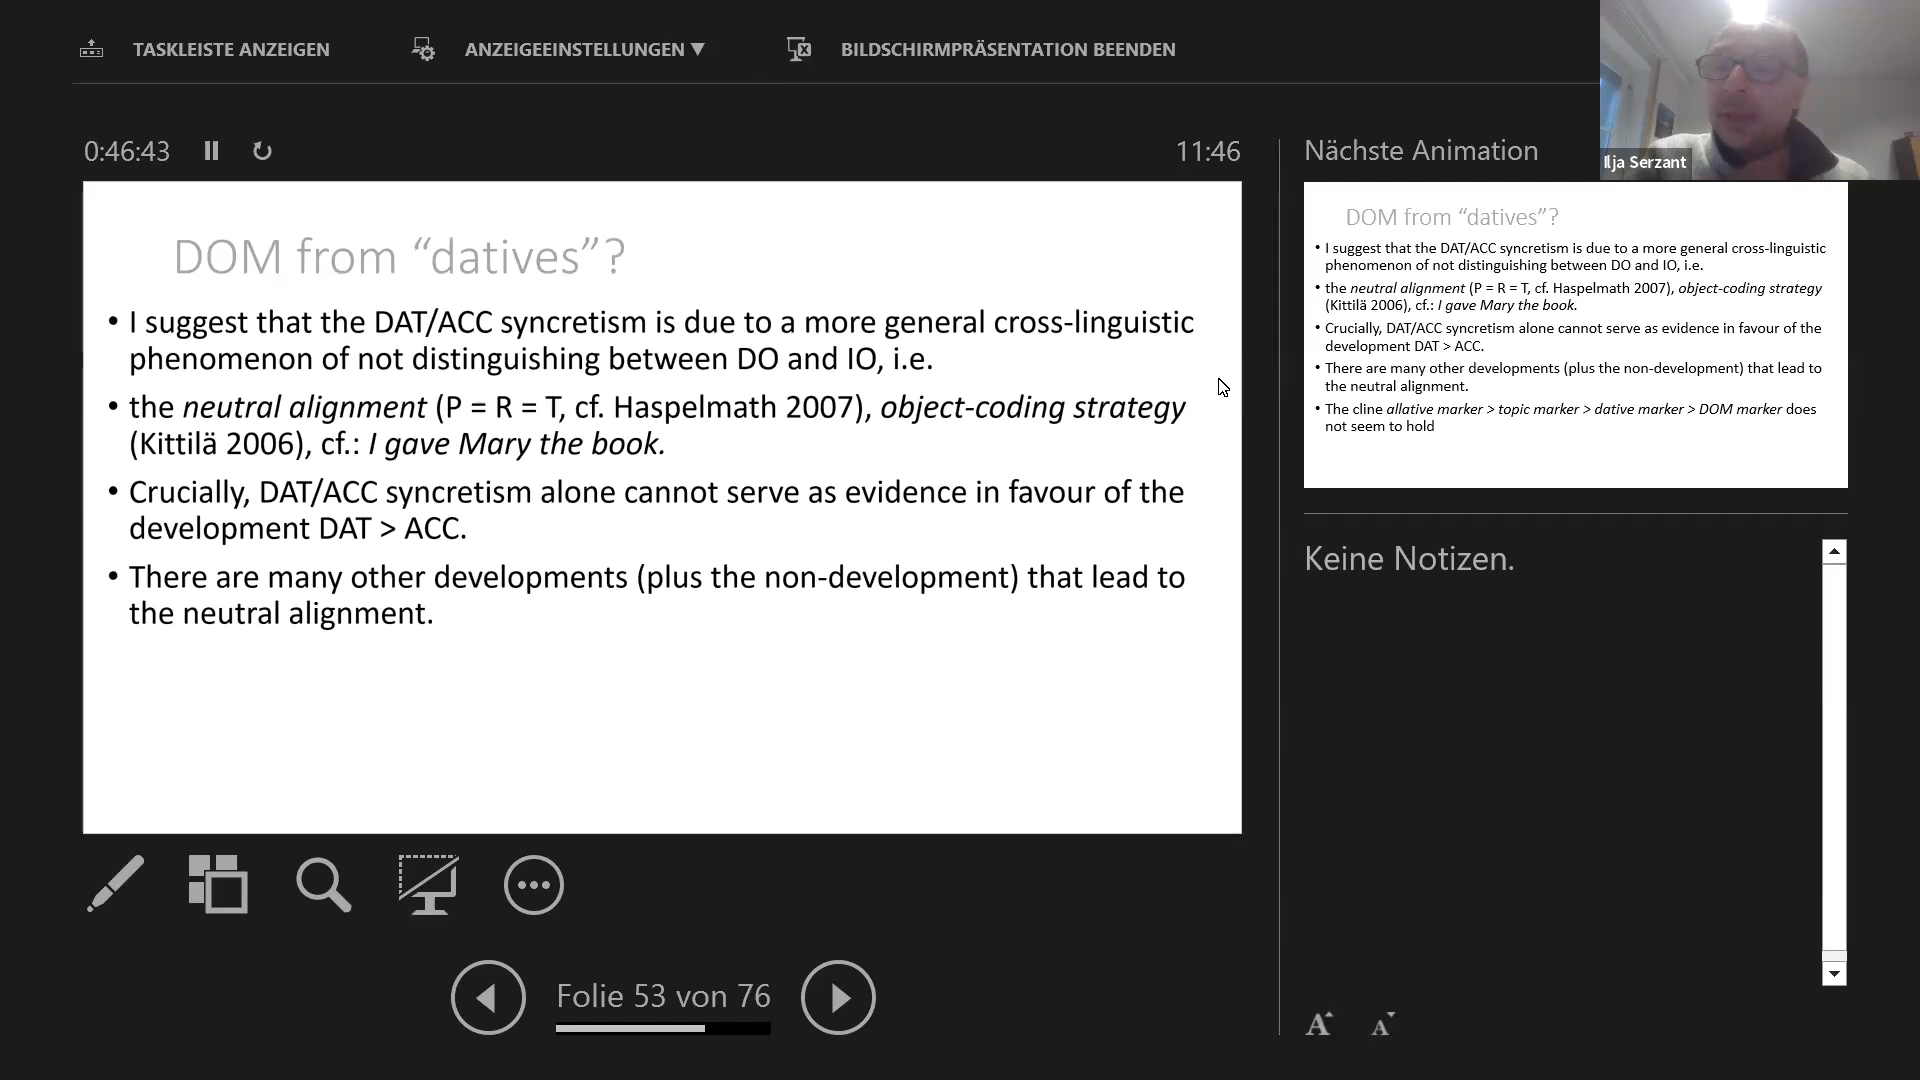 TASKLEISTE ANZEIGEN
ANZEIGEEINSTELLUNGEN ▼
BILDSCHIRMPRÄSENTATION BEENDEN
Ilja Serzant
0:46:43
11:46
DOM from “datives”?
• I suggest that the DAT/ACC syncretism is due to a more general cross-linguistic
phenomenon of not distinguishing between DO and IO, i.e.
• the neutral alignment (P = R = T, cf. Haspelmath 2007), object-coding strategy
(Kittilä 2006), cf.: I gave Mary the book.
• Crucially, DAT/ACC syncretism alone cannot serve as evidence in favour of the
development DAT > ACC.
• There are many other developments (plus the non-development) that lead to
the neutral alignment.
Folie 53 von 76
Nächste Animation
DOM from “datives”?
• I suggest that the DAT/ACC syncretism is due to a more general cross-linguistic
phenomenon of not distinguishing between DO and IO, i.e.
• the neutral alignment (P = R = T, cf. Haspelmath 2007), object-coding strategy
(Kittilä 2006), cf.: I gave Mary the book.
• Crucially, DAT/ACC syncretism alone cannot serve as evidence in favour of the
development DAT > ACC.
• There are many other developments (plus the non-development) that lead to
the neutral alignment.
• The cline allative marker > topic marker > dative marker > DOM marker does
not seem to hold
Keine Notizen.
A A